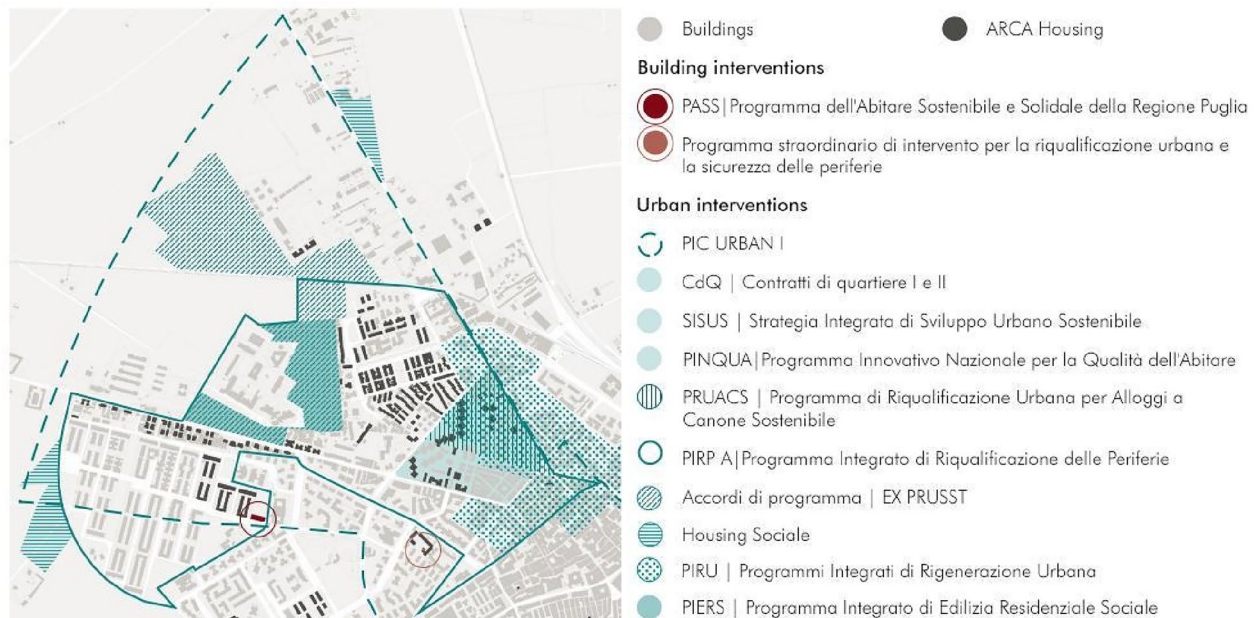 Buildings
ARCA Housing
Building interventions
PASS|Programma dell'Abitare Sostenibile e Solidale della Regione Puglia
Programma straordinario di intervento per la riqualificazione urbana e
la sicurezza delle periferie
Urban interventions
PIC URBAN I
CdQ | Contratti di quartiere I e II
SISUS | Strategia Integrata di Sviluppo Urbano Sostenibile
PINQUA|Programma Innovativo Nazionale per la Qualità dell'Abitare
PRUACS | Programma di Riqualificazione Urbana per Alloggi a
Canone Sostenibile
PIRP A|Programma Integrato di Riqualificazione delle Periferie
Accordi di programma | EX PRUSST
Housing Sociale
PIRU | Programmi Integrati di Rigenerazione Urbana
PIERS | Programma Integrato di Edilizia Residenziale Sociale